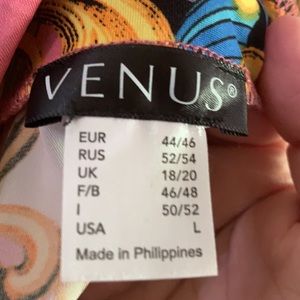 VENUS®
EUR 44/46
RUS 52/54
UK 18/20
F/B 46/48
I 50/52
USA L
Made in Philippines